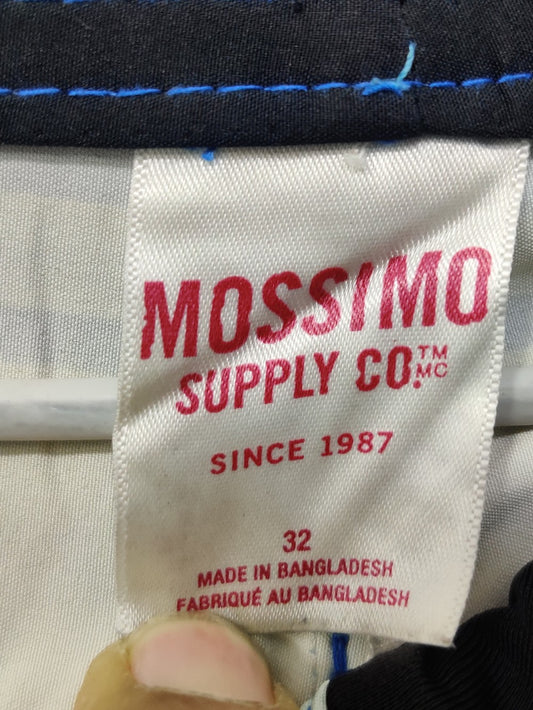 MOSSIMO
SUPPLY CO.™ MC
SINCE 1987
32
MADE IN BANGLADESH
FABRIQUÉ AU BANGLADESH